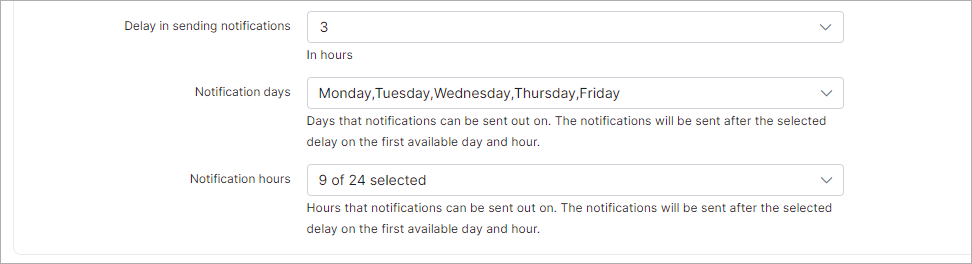 Delay in sending notifications
3
In hours
Notification days
Monday,Tuesday,Wednesday,Thursday,Friday
Days that notifications can be sent out on. The notifications will be sent after the selected
delay on the first available day and hour.
Notification hours
9 of 24 selected
Hours that notifications can be sent out on. The notifications will be sent after the selected
delay on the first available day and hour.